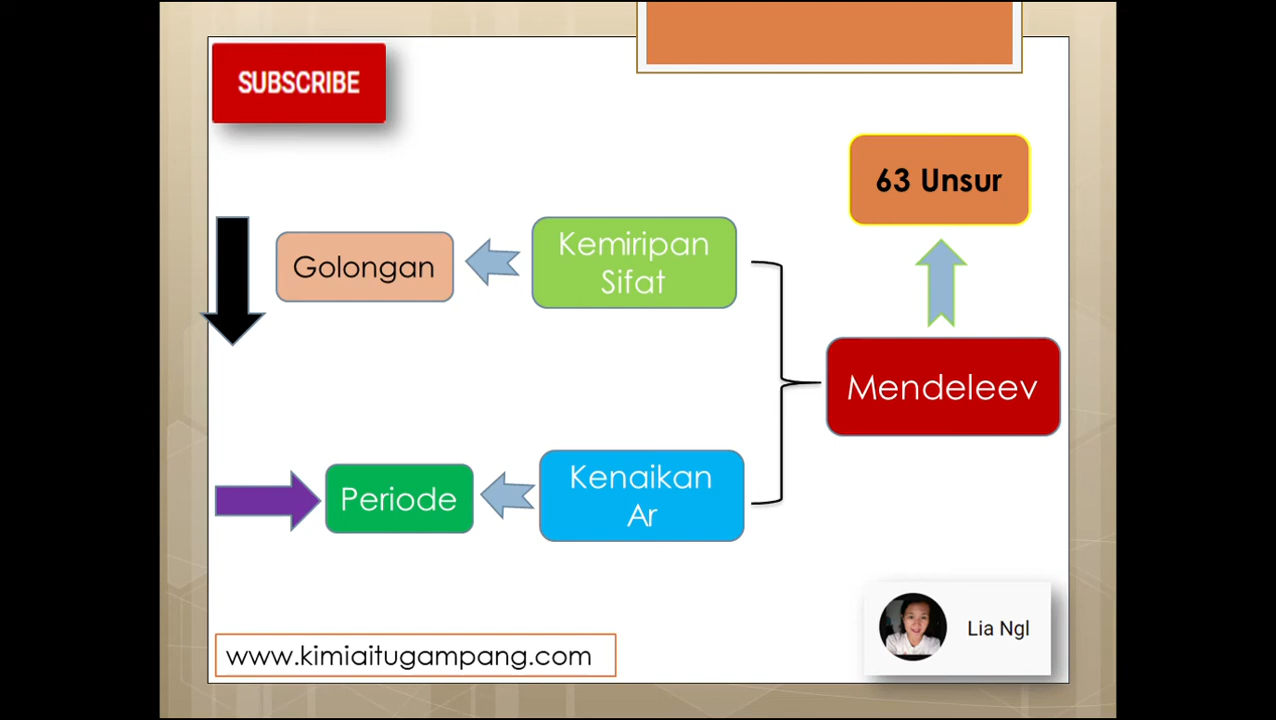 SUBSCRIBE
63 Unsur
Golongan
Kemiripan
Sifat
Mendeleev
Periode
Kenaikan
Ar
Lia Ngl
www.kimiaitugampang.com